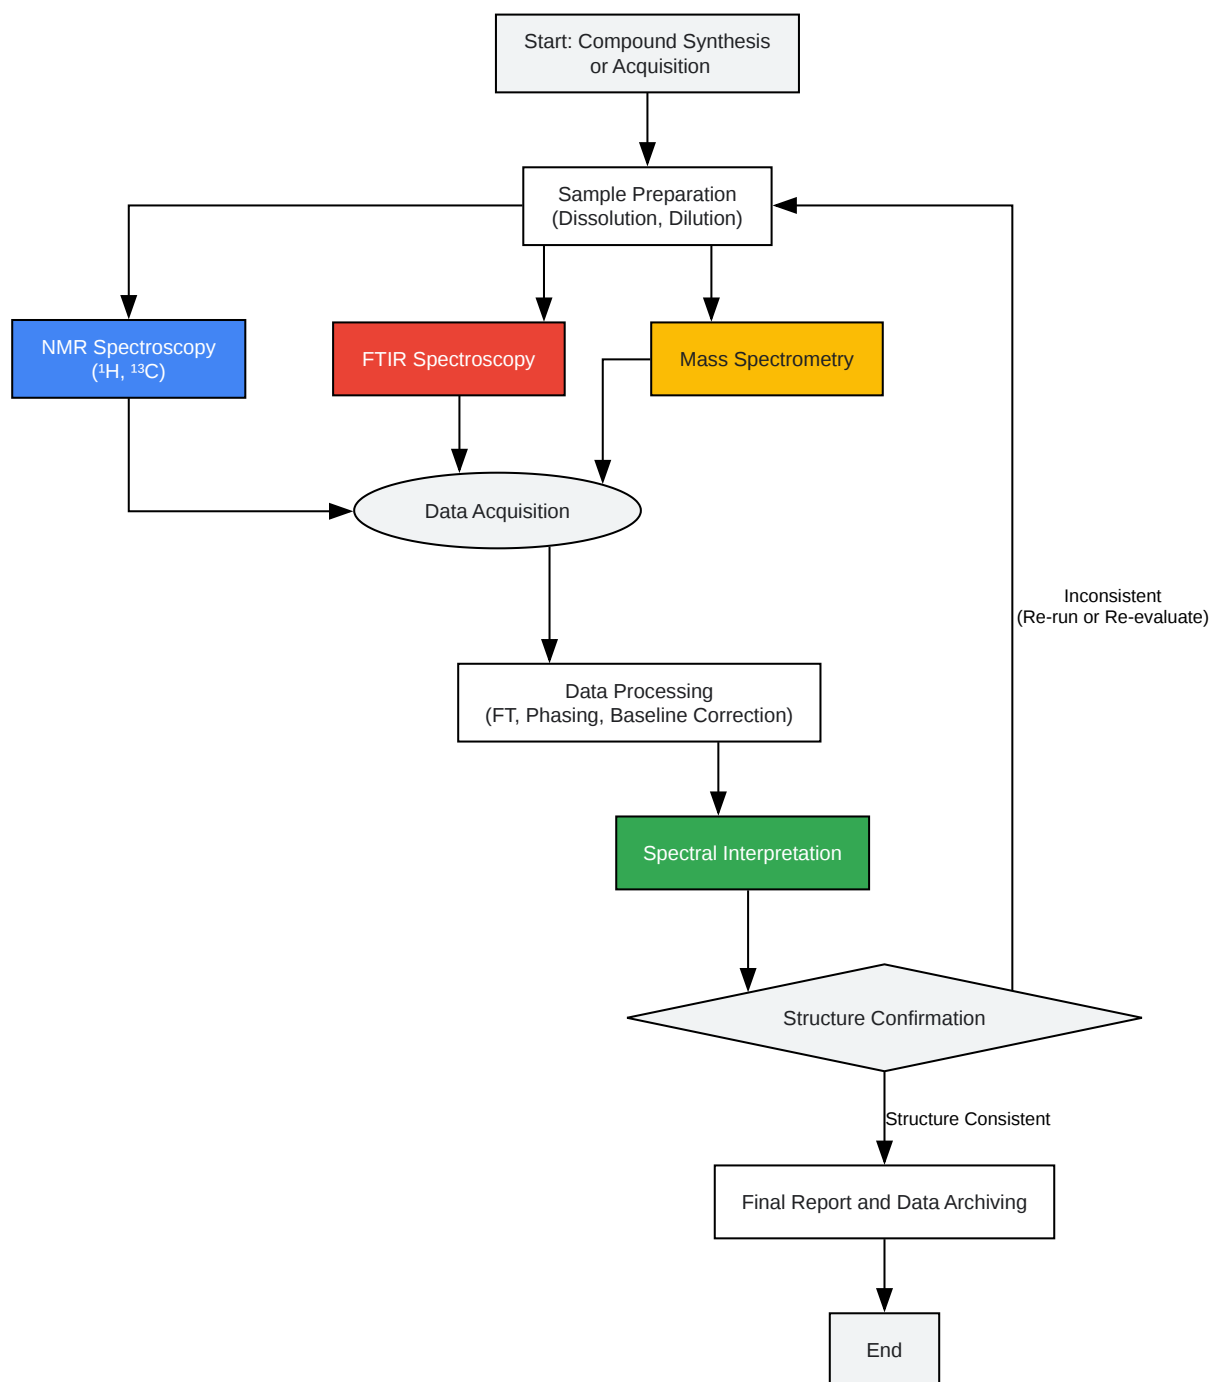 Start: Compound Synthesis
or Acquisition
Sample Preparation
(Dissolution, Dilution)
NMR Spectroscopy
(¹H, ¹³C)
FTIR Spectroscopy
Mass Spectrometry
Data Acquisition
Inconsistent
(Re-run or Re-evaluate)
Data Processing
(FT, Phasing, Baseline Correction)
Spectral Interpretation
Structure Confirmation
Structure Consistent
Final Report and Data Archiving
End